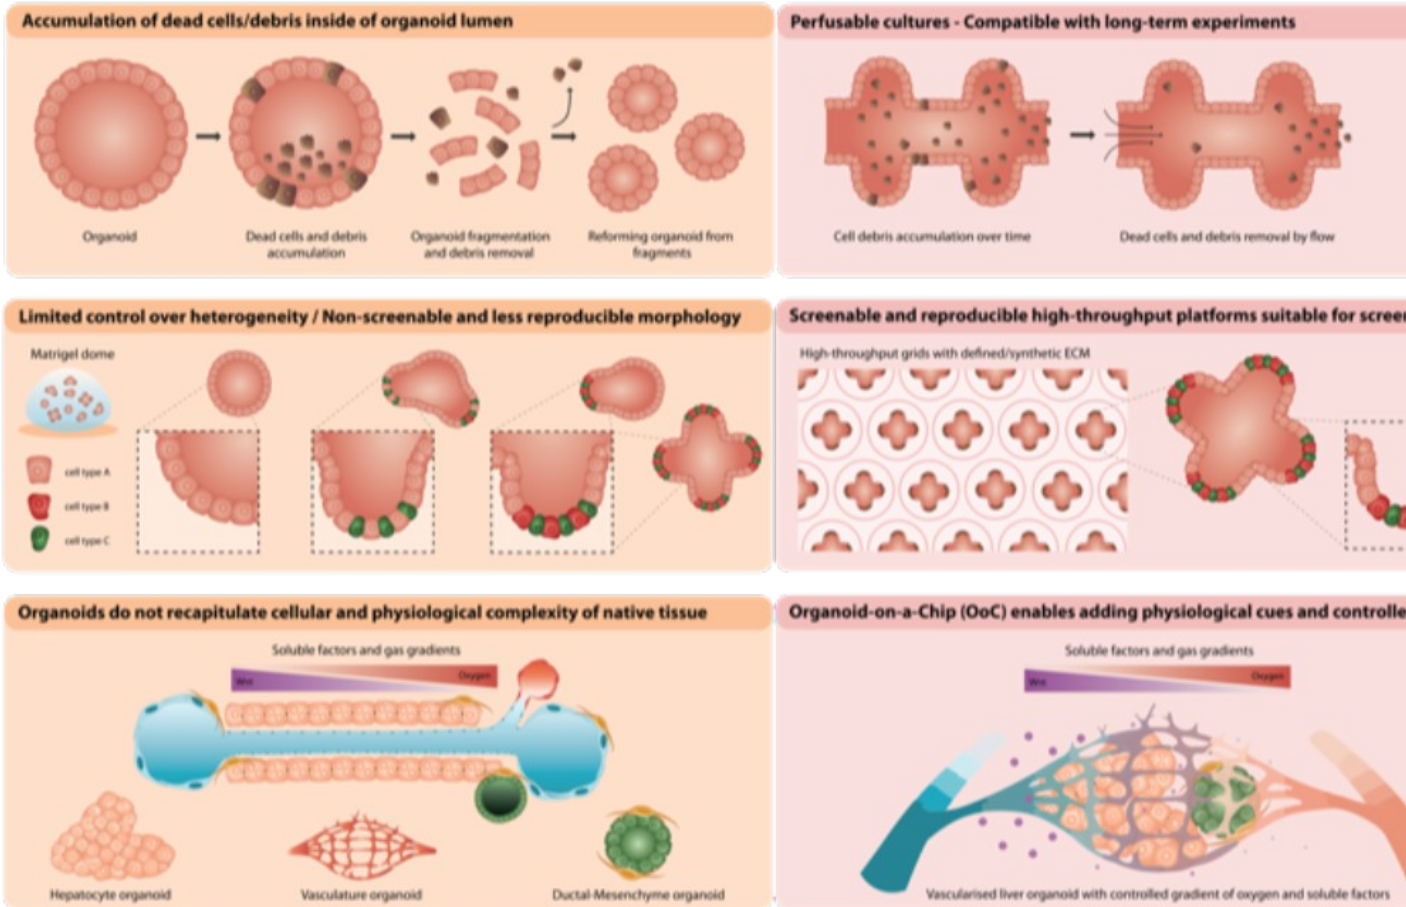 Accumulation of dead cells/debris inside of organoid lumen
Organoid
Dead cells and debris
accumulation
Organoid fragmentation
and debris removal
Reforming organoid from
fragments
Perfusable cultures - Compatible with long-term experiments
Cell debris accumulation over time
Dead cells and debris removal by flow
Limited control over heterogeneity / Non-screenable and less reproducible morphology
Matrigel dome
cell type A
cell type B
cell type C
Screenable and reproducible high-throughput platforms suitable for screen
High-throughput grids with defined/synthetic ECM
Organoids do not recapitulate cellular and physiological complexity of native tissue
Soluble factors and gas gradients
Wnt
Oxygen
Hepatocyte organoid
Vasculature organoid
Ductal-Mesenchyme organoid
Organoid-on-a-Chip (OoC) enables adding physiological cues and controlle
Soluble factors and gas gradients
Wnt
Oxygen
Vascularised liver organoid with controlled gradient of oxygen and soluble factors